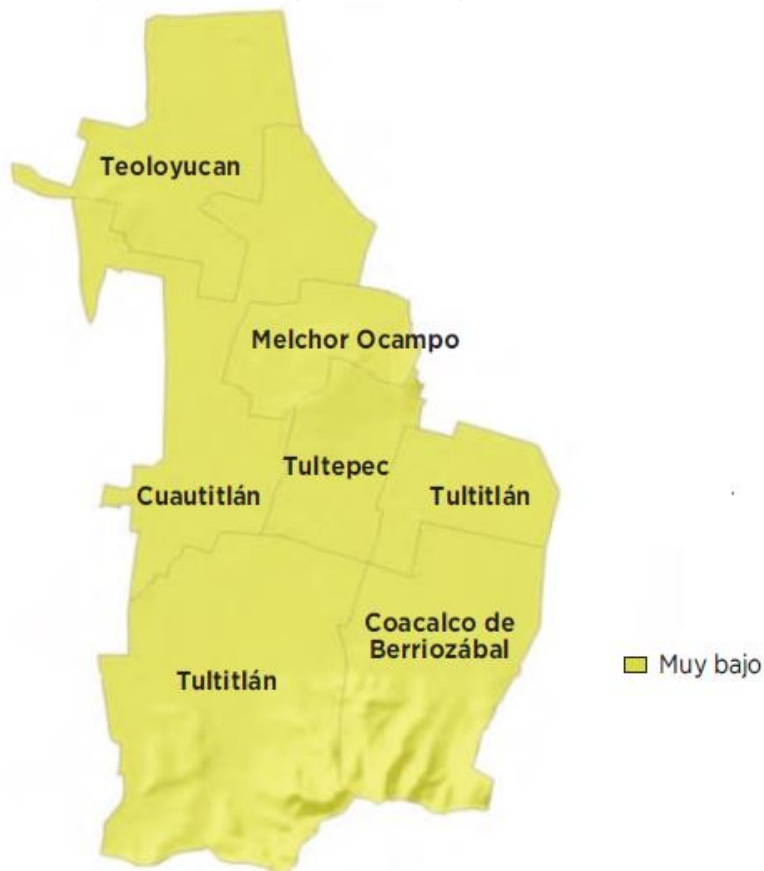 Teoloyucan
Melchor Ocampo
Tultepec
Cuautitlán
Tultitlán
Coacalco de
Berriozábal
Tultitlán
Muy bajo